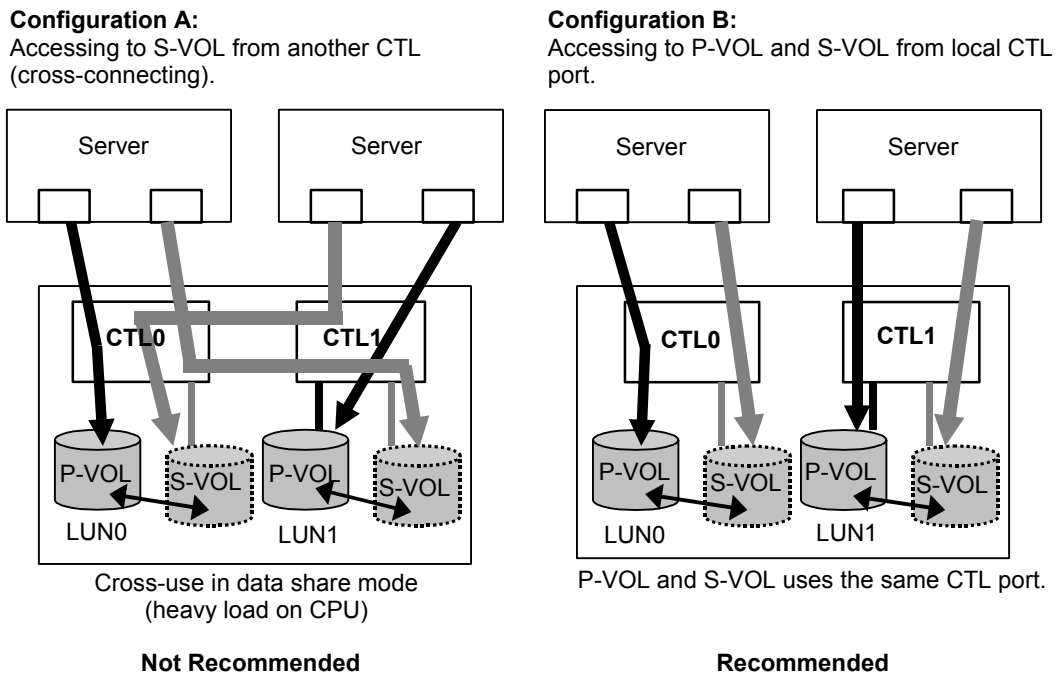 Configuration A:
Accessing to S-VOL from another CTL
(cross-connecting).
Server
Server
CTL0
CTL1
P-VOL
S-VOL
P-VOL
S-VOL
LUN0
LUN1
Cross-use in data share mode
(heavy load on CPU)
Not Recommended
Configuration B:
Accessing to P-VOL and S-VOL from local CTL
port.
Server
Server
CTL0
CTL1
P-VOL
S-VOL
P-VOL
S-VOL
LUN0
LUN1
P-VOL and S-VOL uses the same CTL port.
Recommended